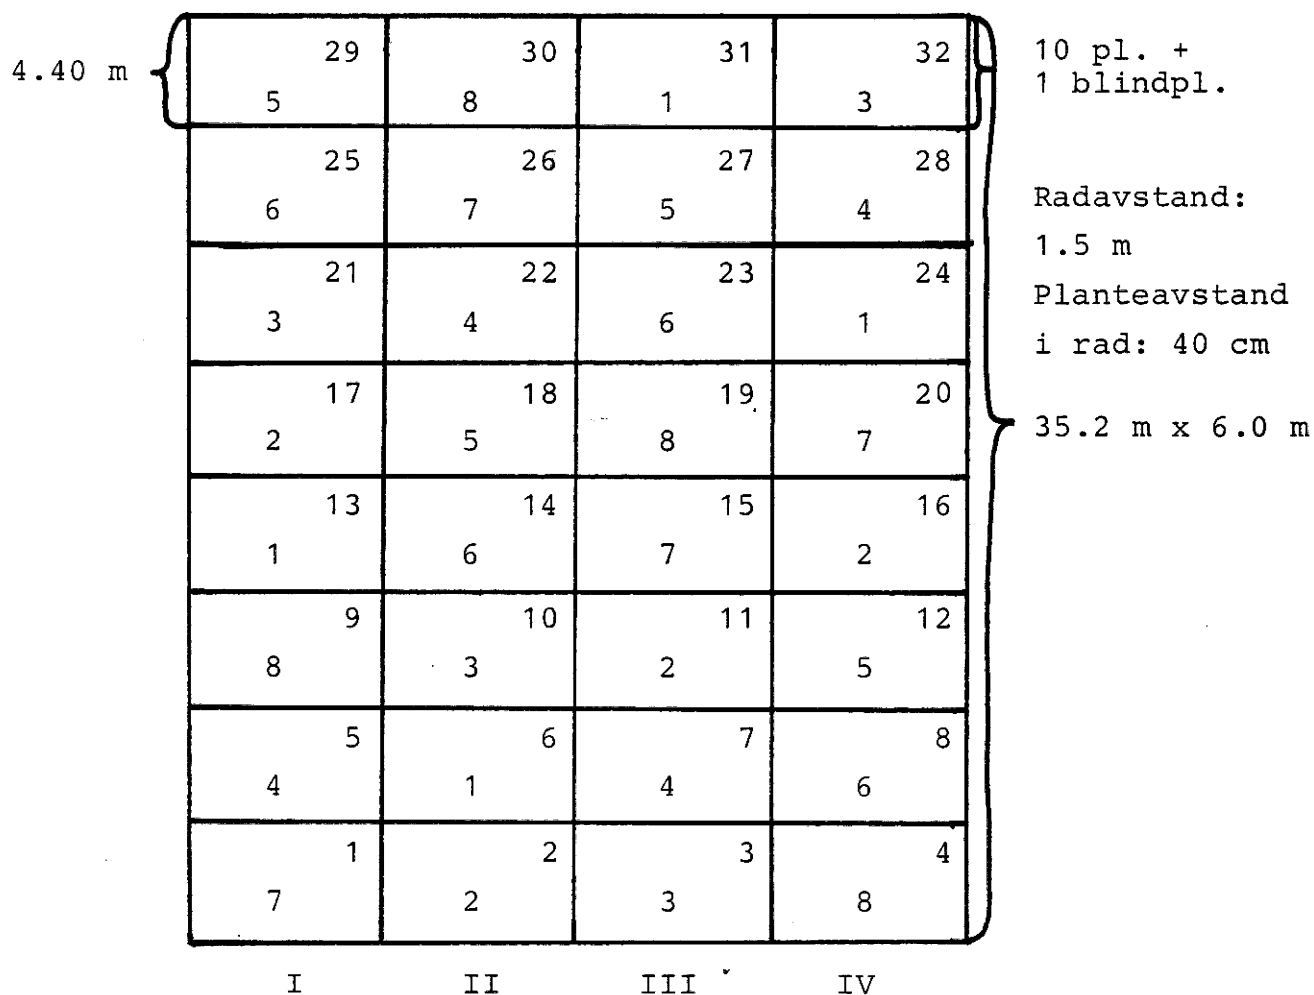 4.40 m
29 30 31 32
5 8 1 3
10 pl. +
1 blindpl.
25 26 27 28
6 7 5 4
Radavstand:
1.5 m
Planteavstand
i rad: 40 cm
21 22 23 24
3 4 6 1
17 18 19 20
2 5 8 7
35.2 m x 6.0 m
13 14 15 16
1 6 7 2
9 10 11 12
8 3 2 5
5 6 7 8
4 1 4 6
1 2 3 4
7 2 3 8
I II III IV